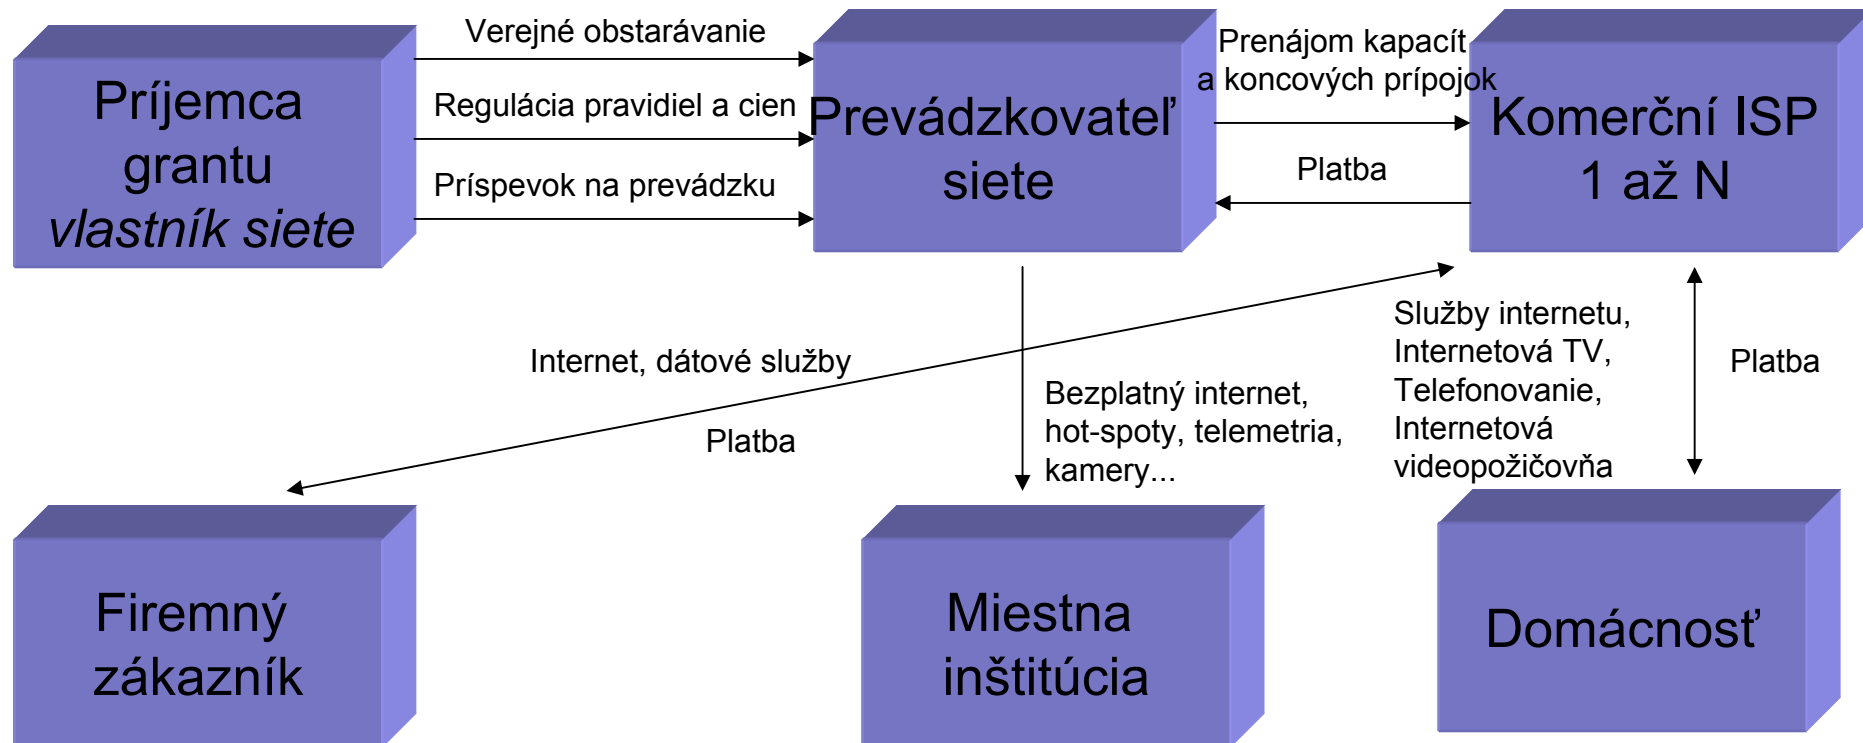 Verejné obstarávanie
Regulácia pravidiel a cien
Príspevok na prevádzku
Príjemca
grantu
vlastník siete
Prevádzkovateľ
siete
Prenájom kapacít
a koncových prípojok
Platba
Komerční ISP
1 až N
Internet, dátové služby
Platba
Bezplatný internet,
hot-spoty, telemetria,
kamery...
Služby internetu,
Internetová TV,
Telefonovanie,
Internetová
videopožičovňa
Platba
Firemný
zákazník
Miestna
inštitúcia
Domácnosť